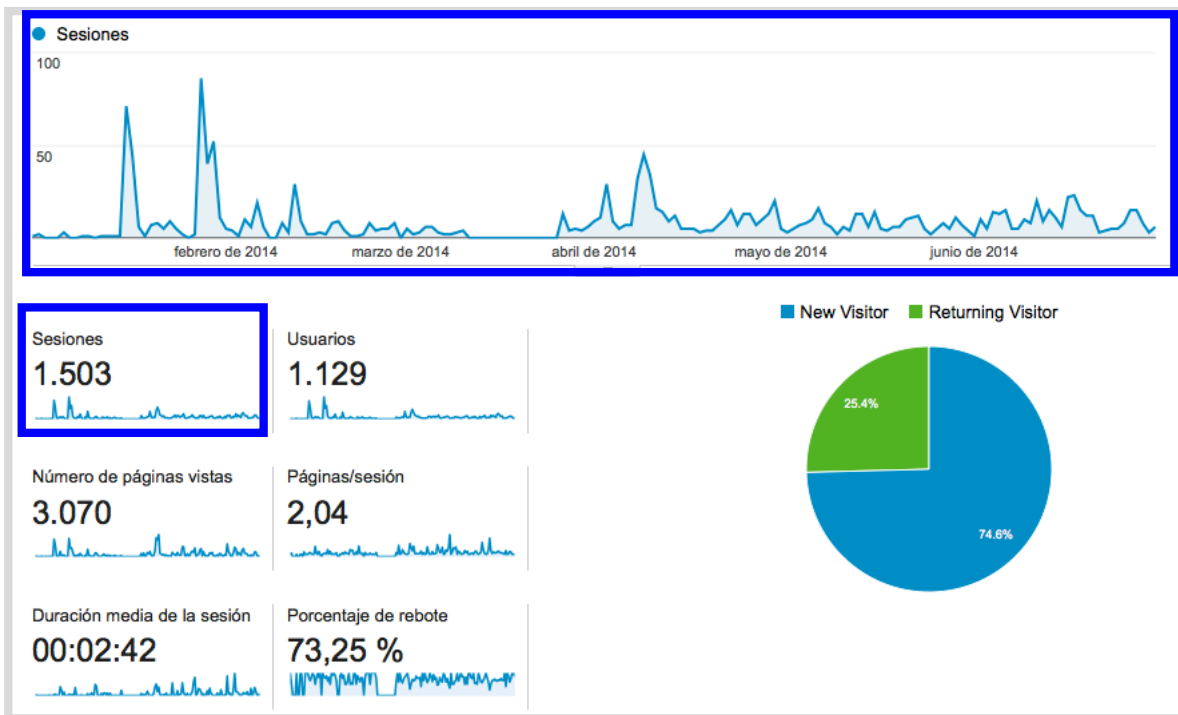 Sesiones
100
50
febrero de 2014 marzo de 2014 abril de 2014 mayo de 2014 junio de 2014
Sesiones
1.503
Usuarios
1.129
Número de páginas vistas
3.070
Páginas/sesión
2,04
Duración media de la sesión
00:02:42
Porcentaje de rebote
73,25 %
New Visitor Returning Visitor
25.4%
74.6%